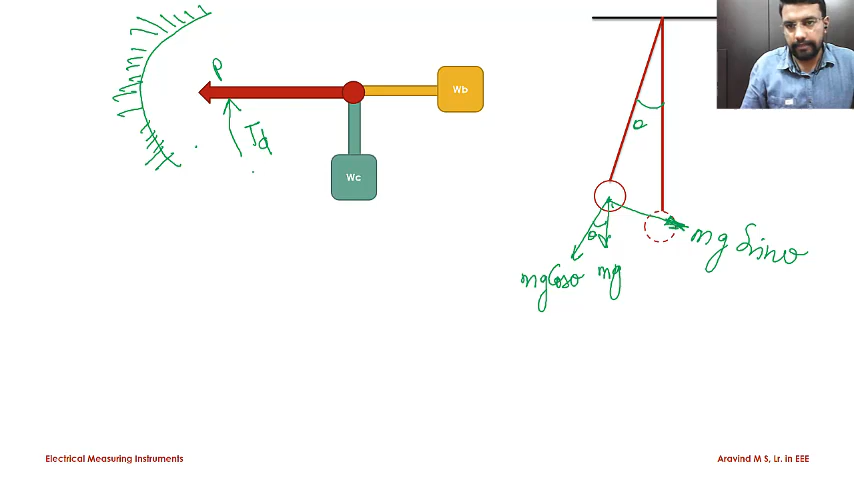 P
Wb
Td
Wc
θ
θ
mg Sinθ
mgCosθ
mg
Electrical Measuring Instruments
Aravind M S, Lr. in EEE